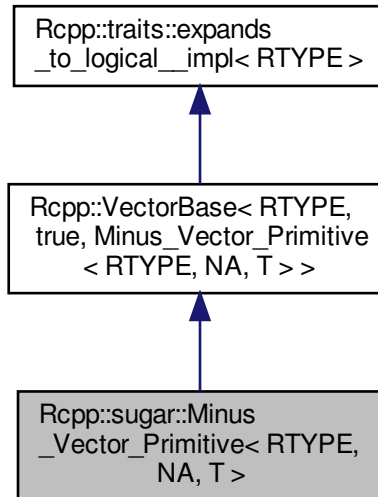 Rcpp::traits::expands
_to_logical__impl< RTYPE >
Rcpp::VectorBase< RTYPE,
true, Minus_Vector_Primitive
< RTYPE, NA, T > >
Rcpp::sugar::Minus
_Vector_Primitive< RTYPE,
NA, T >